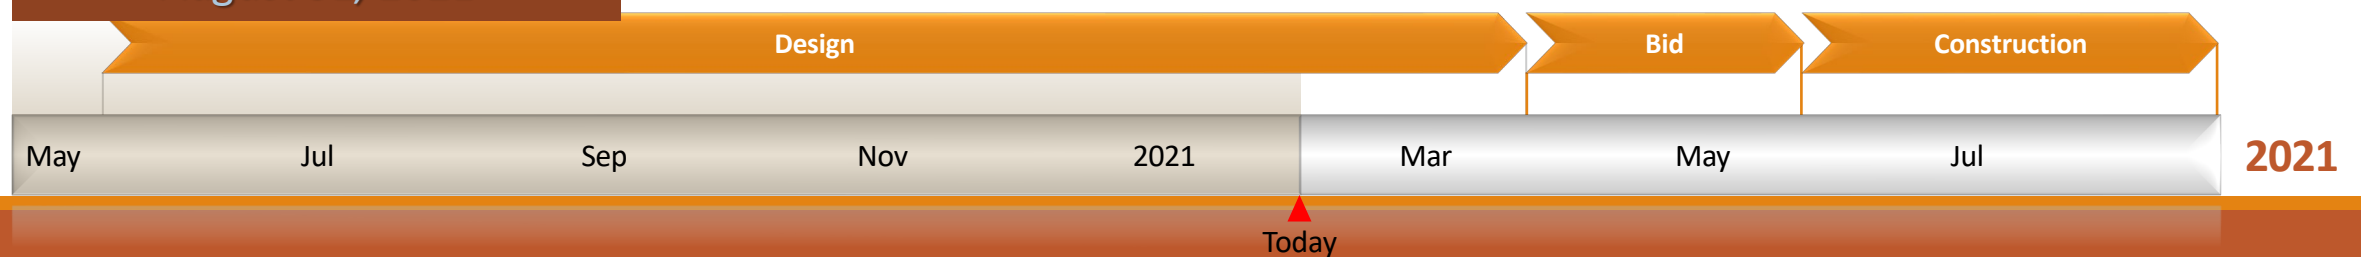 Design Bid Construction
May Jul Sep Nov 2021 Mar May Jul 2021
Today